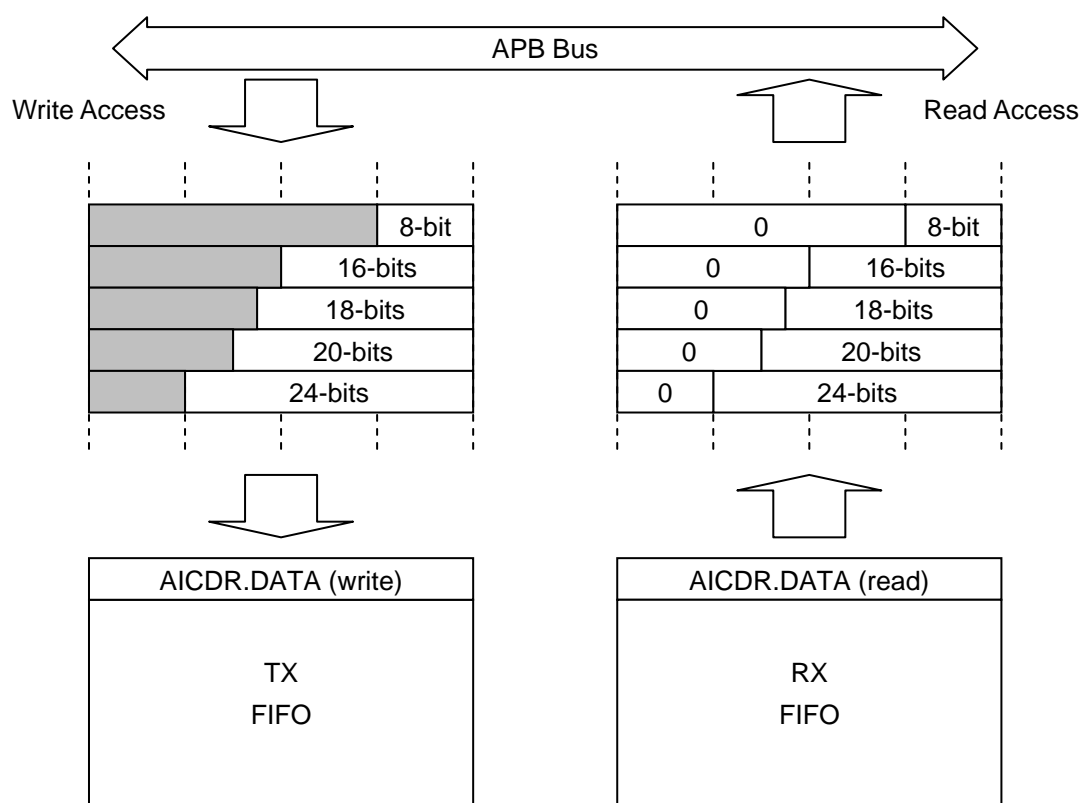 APB Bus
Write Access
Read Access
8-bit
0
8-bit
16-bits
0
16-bits
18-bits
0
18-bits
20-bits
0
20-bits
24-bits
0
24-bits
AICDR.DATA (write)
AICDR.DATA (read)
TX
FIFO
RX
FIFO